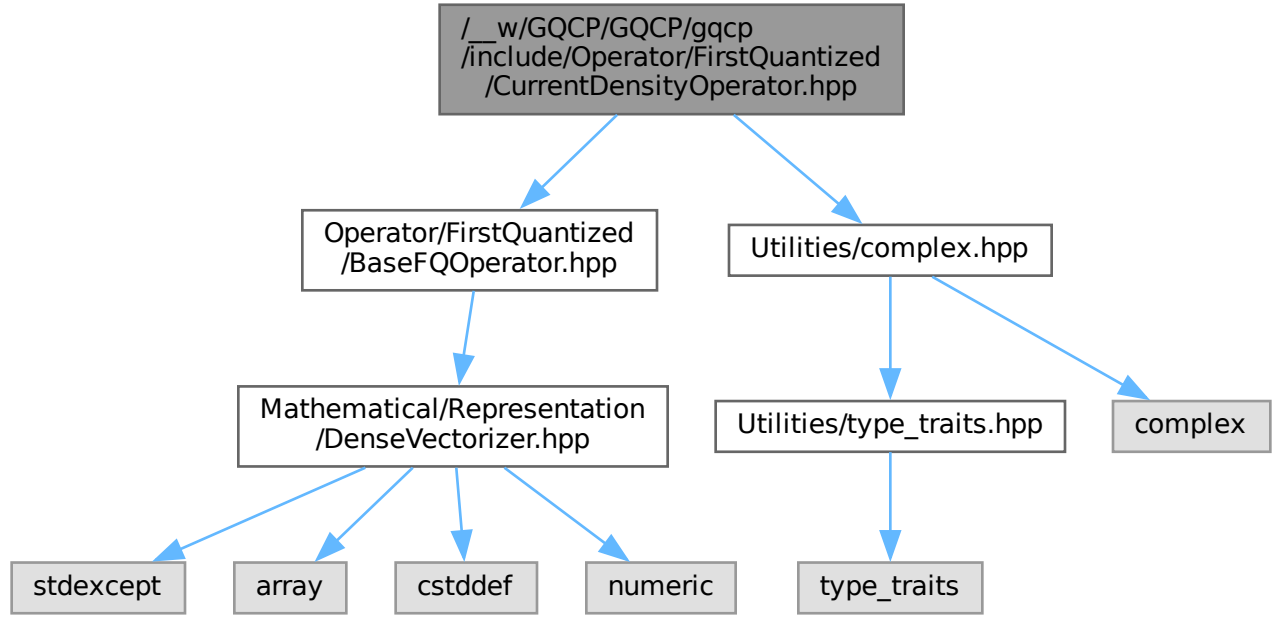 /__w/GQCP/GQCP/gqcp
/include/Operator/FirstQuantized
/CurrentDensityOperator.hpp
Operator/FirstQuantized
/BaseFQOperator.hpp
Utilities/complex.hpp
Mathematical/Representation
/DenseVectorizer.hpp
Utilities/type_traits.hpp
complex
stdexcept
array
cstddef
numeric
type_traits